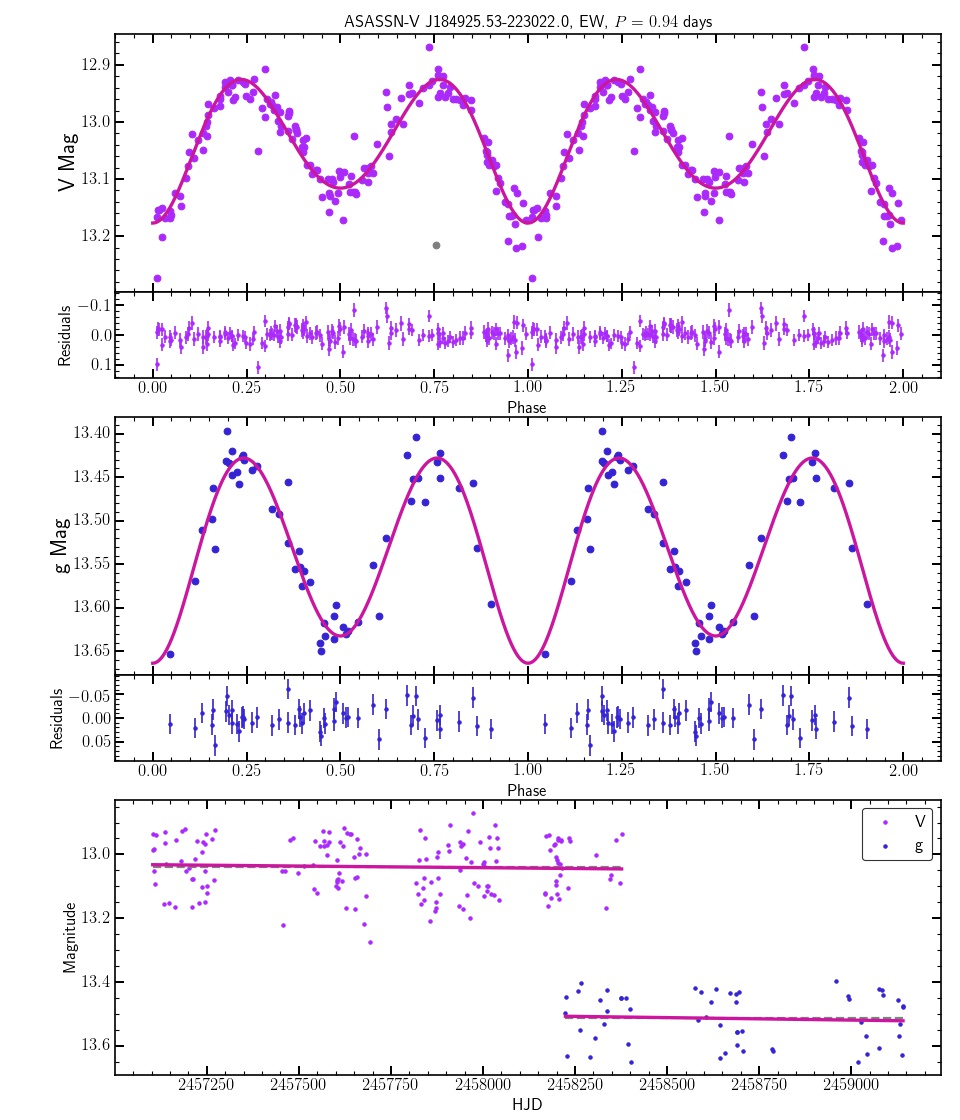 ASASSN-V J184925.53-223022.0, EW, P = 0.94 days
12.9
13.0
13.1
13.2
V Mag
−0.1
0.0
0.1
Residuals
0.00 0.25 0.50 0.75 1.00 1.25 1.50 1.75 2.00
Phase
13.40
13.45
13.50
13.55
13.60
13.65
g Mag
−0.05
0.00
0.05
Residuals
0.00 0.25 0.50 0.75 1.00 1.25 1.50 1.75 2.00
Phase
V
g
13.0
13.2
13.4
13.6
Magnitude
2457250 2457500 2457750 2458000 2458250 2458500 2458750 2459000
HJD